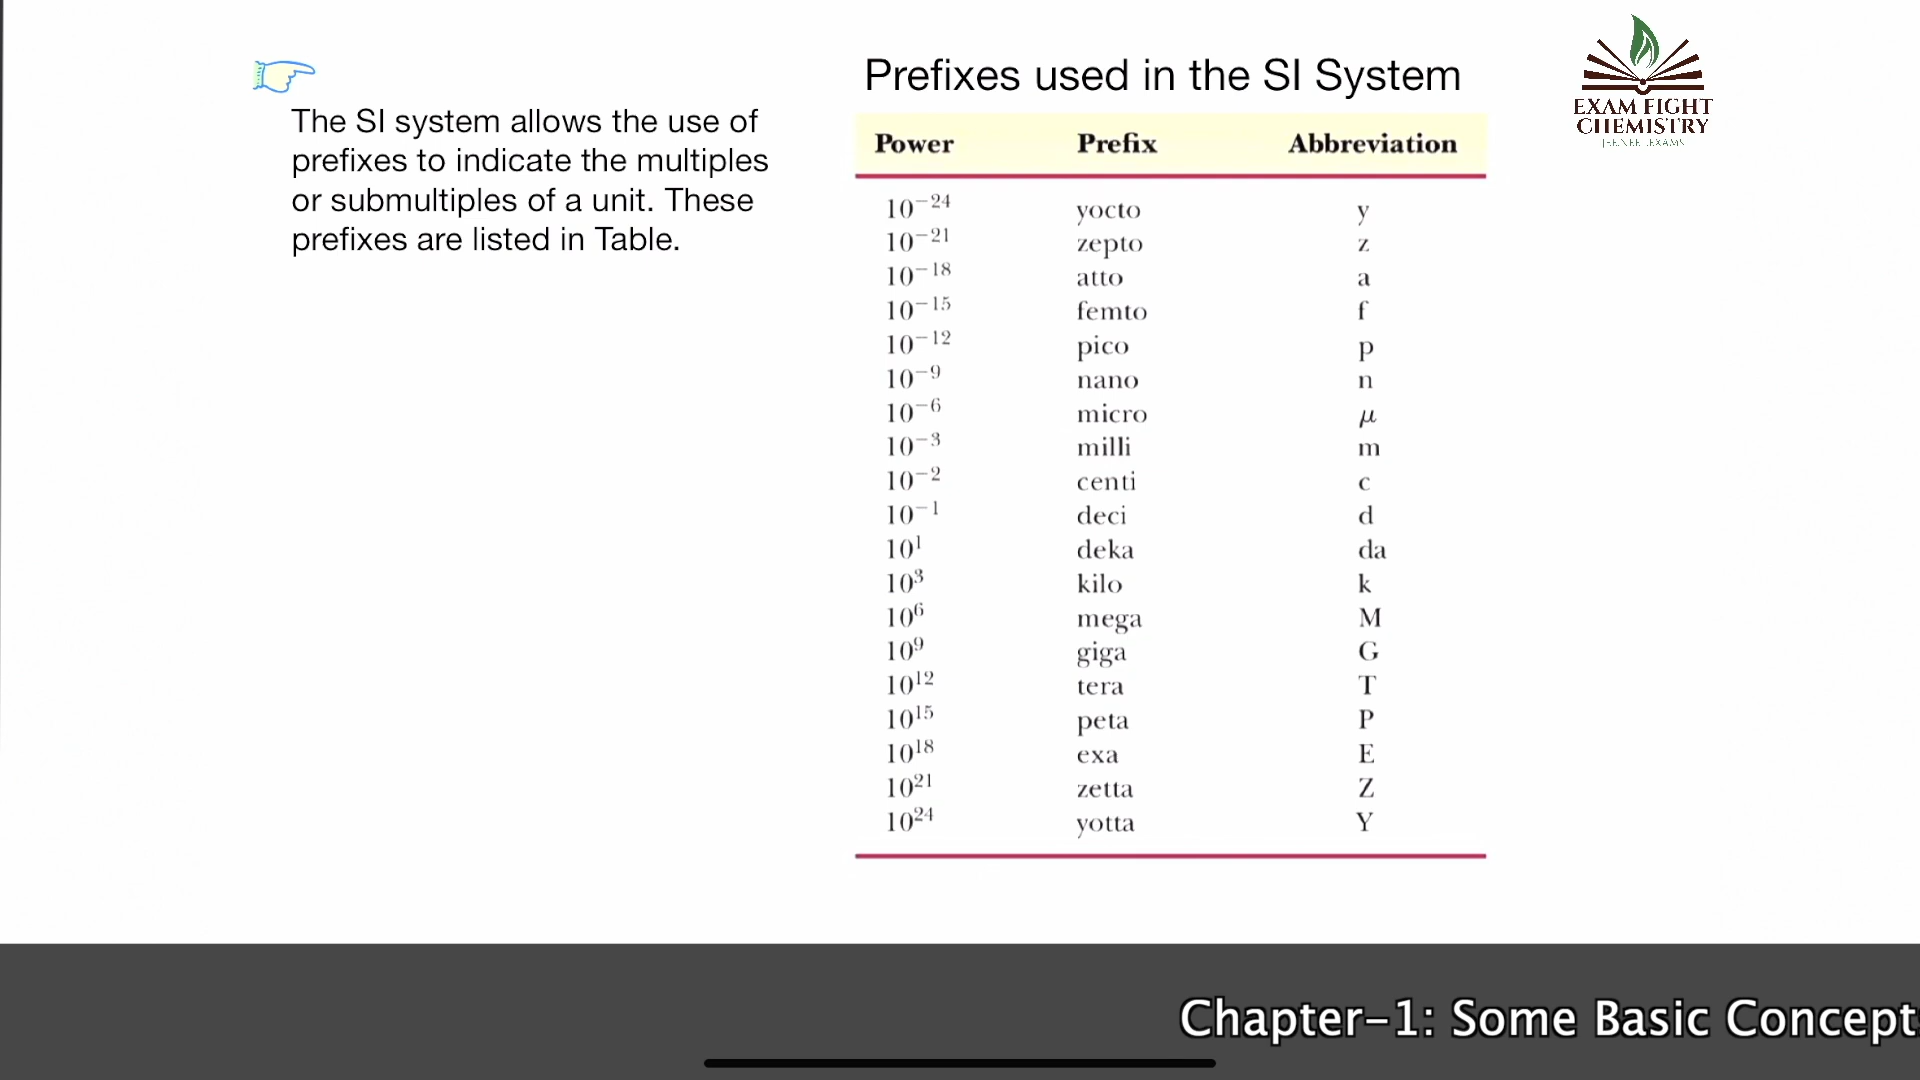 The SI system allows the use of
prefixes to indicate the multiples
or submultiples of a unit. These
prefixes are listed in Table.
Prefixes used in the SI System
Power Prefix Abbreviation
10⁻²⁴ yocto y
10⁻²¹ zepto z
10⁻¹⁸ atto a
10⁻¹⁵ femto f
10⁻¹² pico p
10⁻⁹ nano n
10⁻⁶ micro μ
10⁻³ milli m
10⁻² centi c
10⁻¹ deci d
10¹ deka da
10³ kilo k
10⁶ mega M
10⁹ giga G
10¹² tera T
10¹⁵ peta P
10¹⁸ exa E
10²¹ zetta Z
10²⁴ yotta Y
EXAM FIGHT
CHEMISTRY
Chapter-1: Some Basic Concept